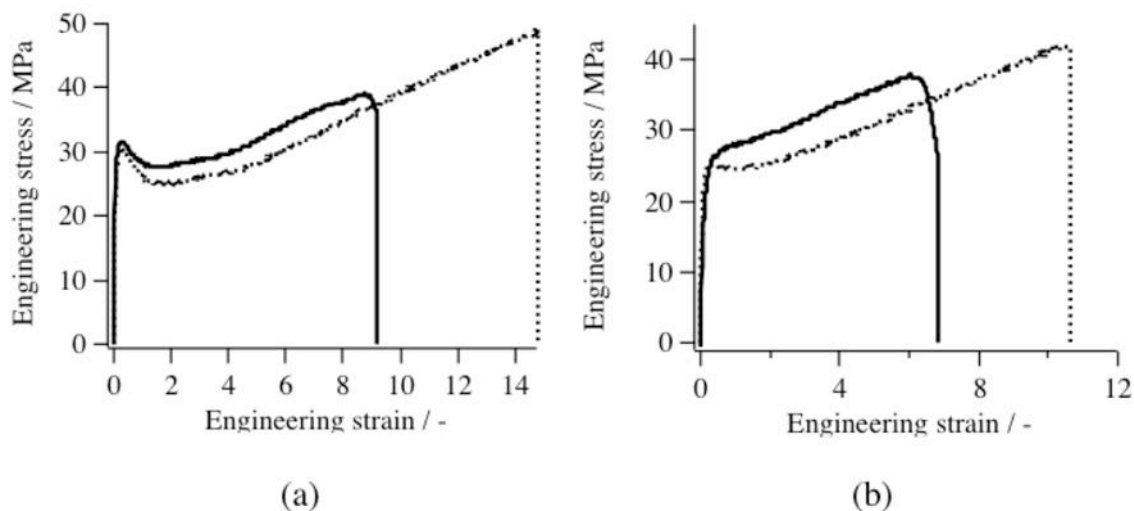 50
40
30
20
10
0
Engineering stress / MPa
0 2 4 6 8 10 12 14
Engineering strain / -
(a)
40
30
20
10
0
Engineering stress / MPa
0 4 8 12
Engineering strain / -
(b)